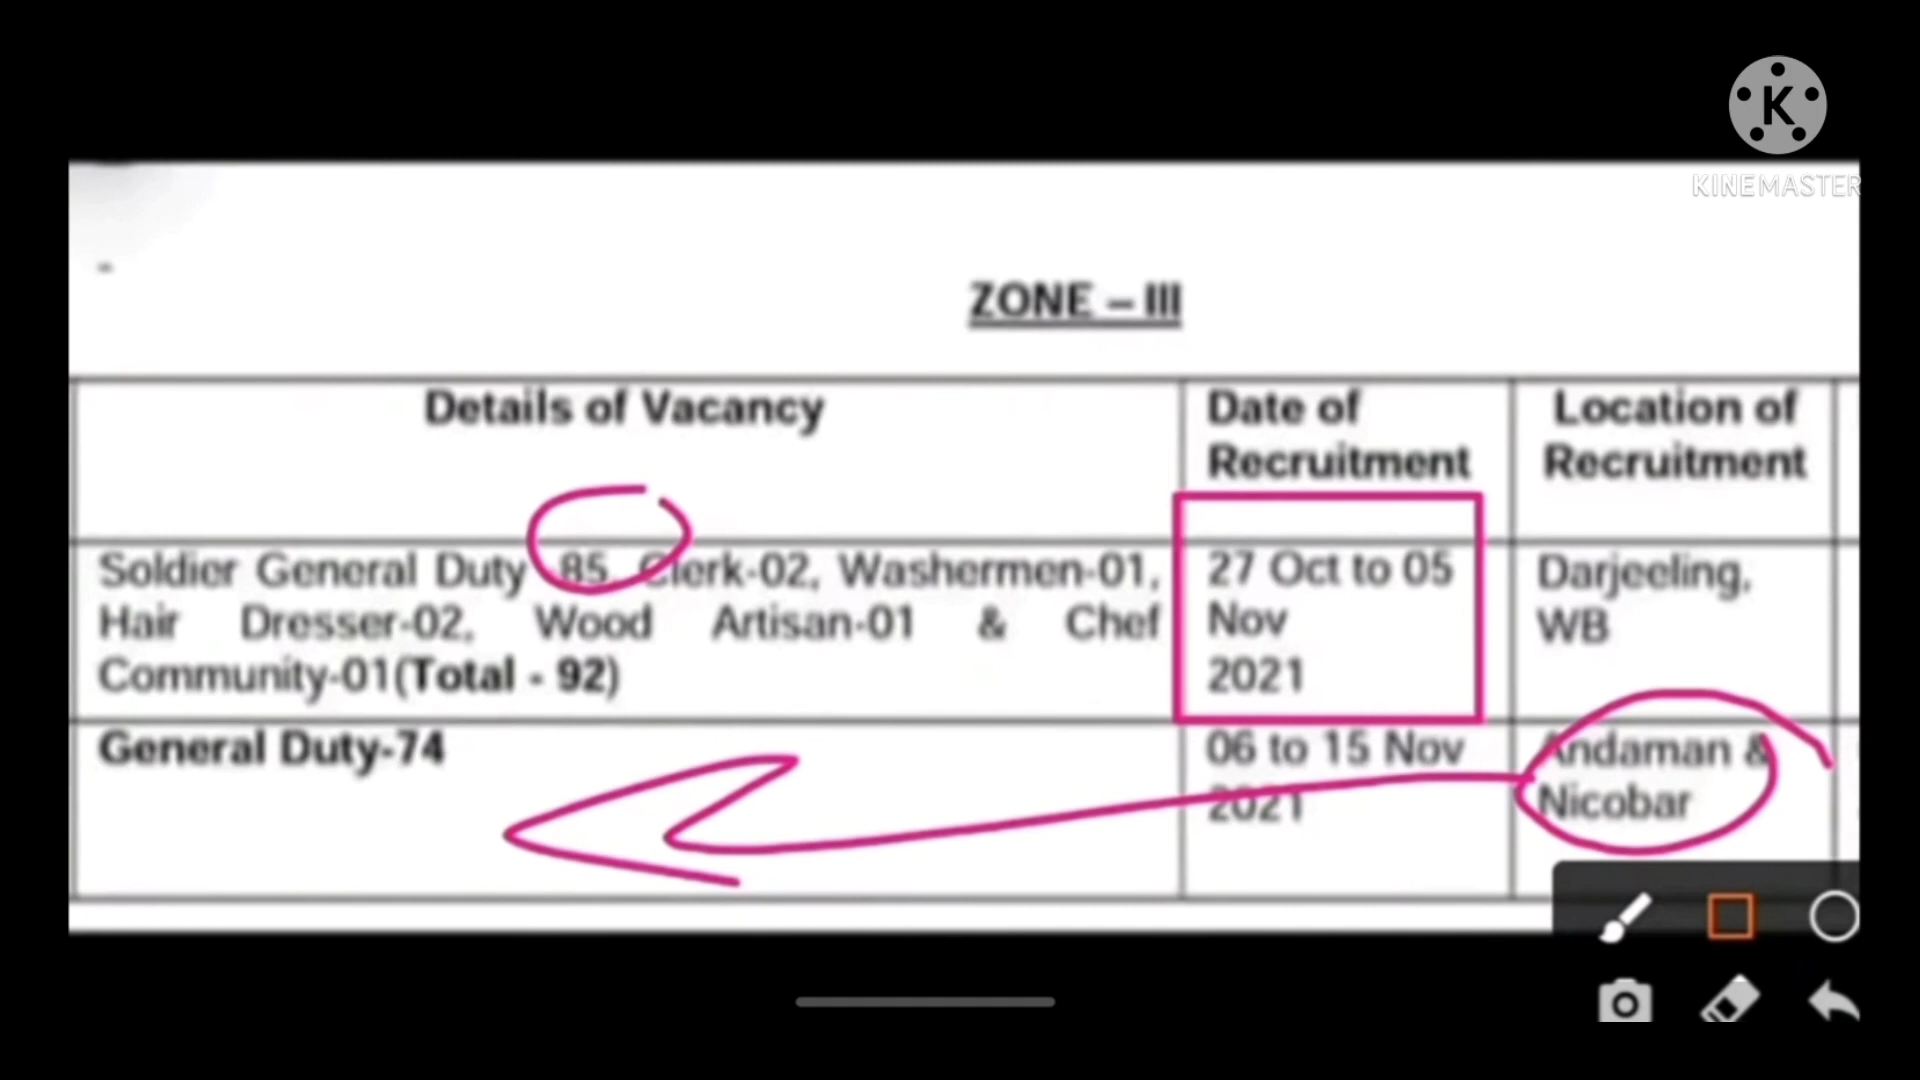 K
KINEMASTER
ZONE – III
Details of Vacancy
Date of
Recruitment
Location of
Recruitment
Soldier General Duty 85, Clerk-02, Washermen-01,
Hair Dresser-02, Wood Artisan-01 & Chef
Community-01(Total - 92)
27 Oct to 05
Nov
2021
Darjeeling,
WB
General Duty-74
06 to 15 Nov
2021
Andaman &
Nicobar